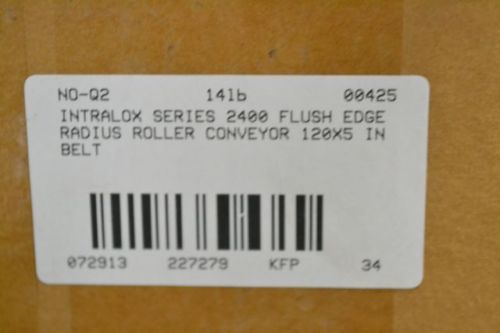 NO-Q2 14lb 00425
INTRALOX SERIES 2400 FLUSH EDGE
RADIUS ROLLER CONVEYOR 120X5 IN
BELT
072913 227279 KFP 34